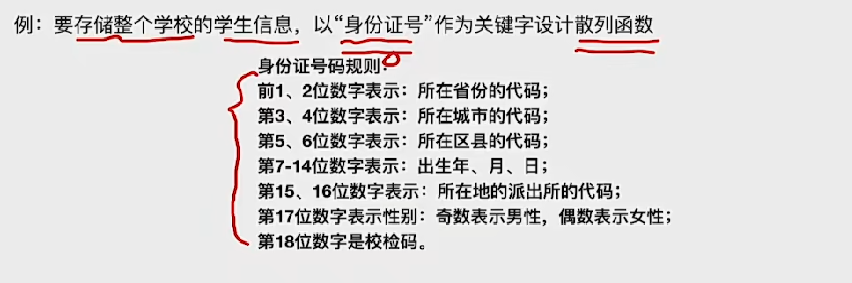 例：要存储整个学校的学生信息，以“身份证号”作为关键字设计散列函数
身份证号码规则：
前1、2位数字表示：所在省份的代码；
第3、4位数字表示：所在城市的代码；
第5、6位数字表示：所在区县的代码；
第7-14位数字表示：出生年、月、日；
第15、16位数字表示：所在地的派出所的代码；
第17位数字表示性别：奇数表示男性，偶数表示女性；
第18位数字是校检码。